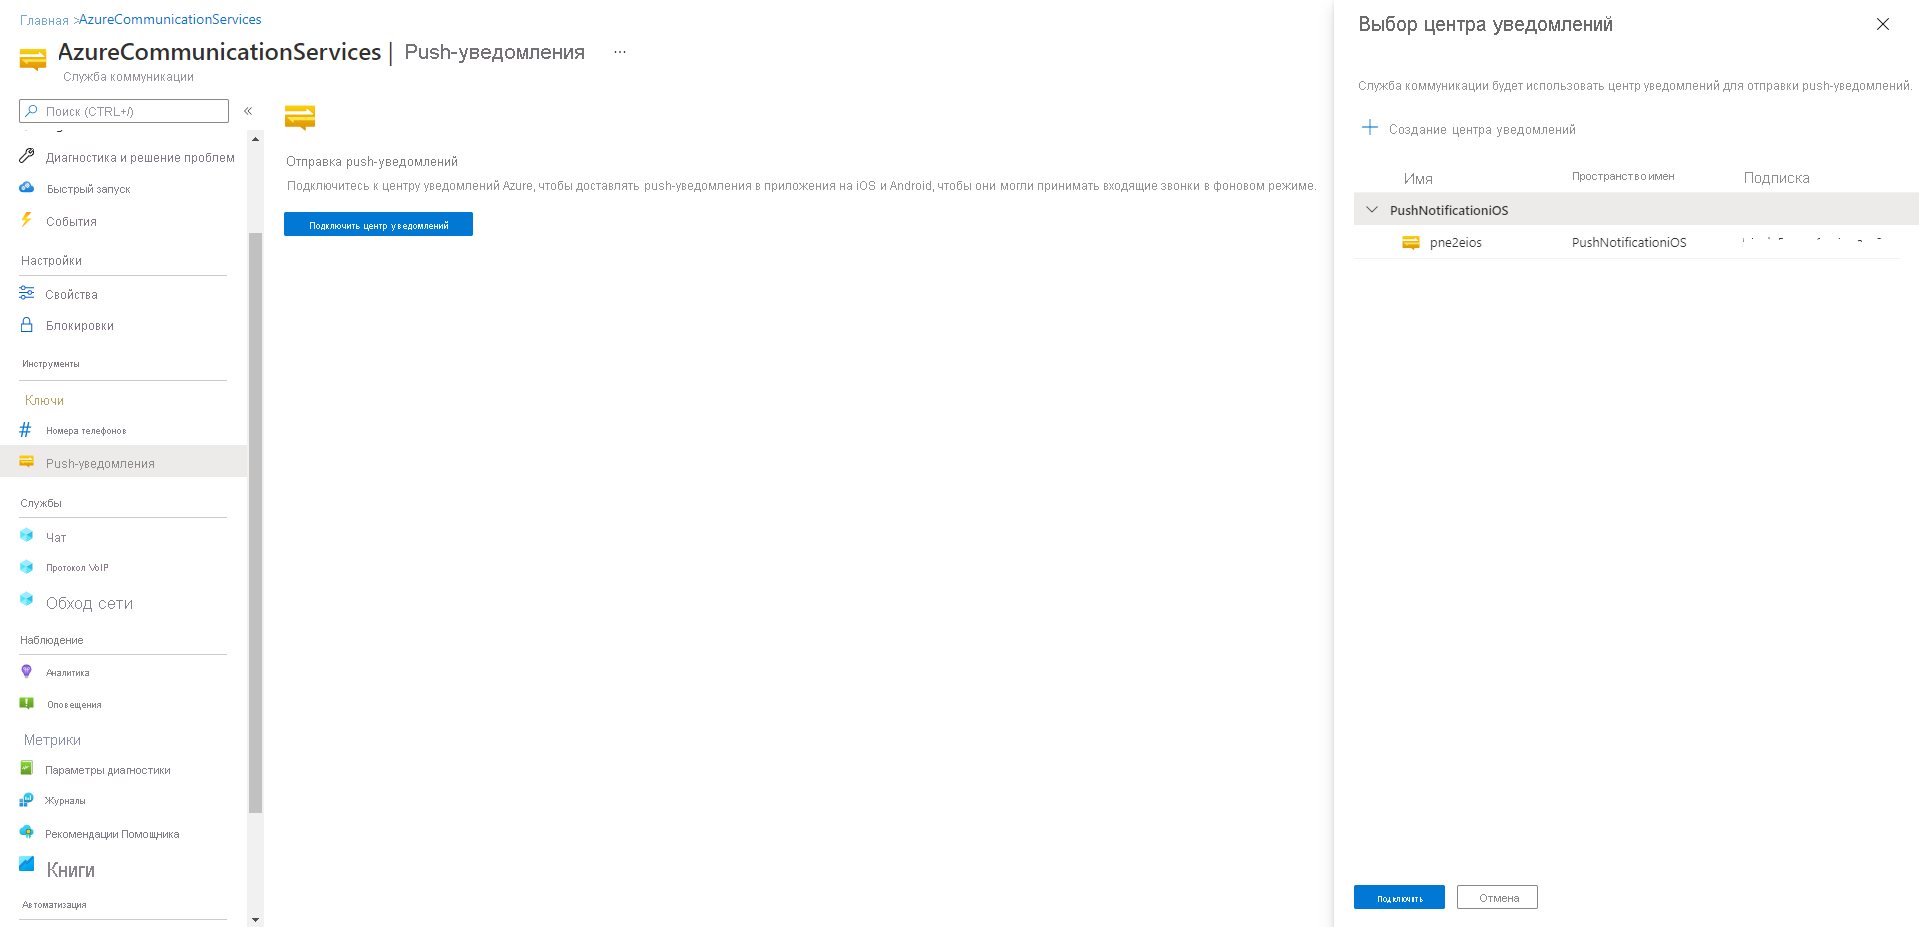 Главная >AzureCommunicationServices
AzureCommunicationServices | Push-уведомления ...
Служба коммуникации
Поиск (CTRL+/)
«
Диагностика и решение проблем
Быстрый запуск
События
Настройки
Свойства
Блокировки
Инструменты
Ключи
Номера телефонов
Push-уведомления
Службы
Чат
Протокол VoIP
Обход сети
Наблюдение
Аналитика
Оповещения
Метрики
Параметры диагностики
Журналы
Рекомендации Помощника
Книги
Автоматизация
Отправка push-уведомлений
Подключитесь к центру уведомлений Azure, чтобы доставлять push-уведомления в приложения на iOS и Android, чтобы они могли принимать входящие звонки в фоновом режиме.
Подключить центр уведомлений
Выбор центра уведомлений
Служба коммуникации будет использовать центр уведомлений для отправки push-уведомлений.
Создание центра уведомлений
Имя Пространство имен Подписка
PushNotificationiOS
pne2eios PushNotificationiOS
Подключить Отмена